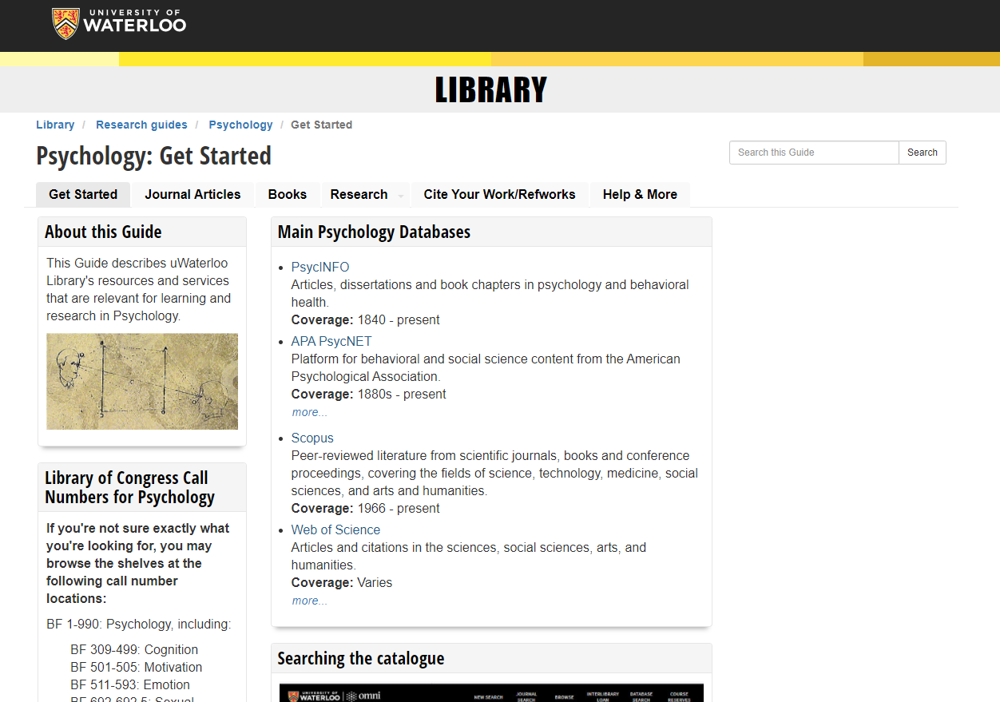 UNIVERSITY OF
WATERLOO
LIBRARY
Library / Research guides / Psychology / Get Started
Psychology: Get Started
Search this Guide
Search
Get Started
Journal Articles
Books
Research
Cite Your Work/Refworks
Help & More
About this Guide
This Guide describes uWaterloo
Library's resources and services
that are relevant for learning and
research in Psychology.
Library of Congress Call
Numbers for Psychology
If you're not sure exactly what
you're looking for, you may
browse the shelves at the
following call number
locations:
BF 1-990: Psychology, including:
BF 309-499: Cognition
BF 501-505: Motivation
BF 511-593: Emotion
BF 692-692.5: Sexual
Main Psychology Databases
PsycINFO
Articles, dissertations and book chapters in psychology and behavioral
health.
Coverage: 1840 - present
APA PsycNET
Platform for behavioral and social science content from the American
Psychological Association.
Coverage: 1880s - present
more...
Scopus
Peer-reviewed literature from scientific journals, books and conference
proceedings, covering the fields of science, technology, medicine, social
sciences, and arts and humanities.
Coverage: 1966 - present
Web of Science
Articles and citations in the sciences, social sciences, arts, and
humanities.
Coverage: Varies
more...
Searching the catalogue
UNIVERSITY OF
WATERLOO
omni
NEW SEARCH
JOURNAL
SEARCH
BROWSE
INTERLIBRARY
LOAN
DATABASE
SEARCH
COURSE
RESERVES